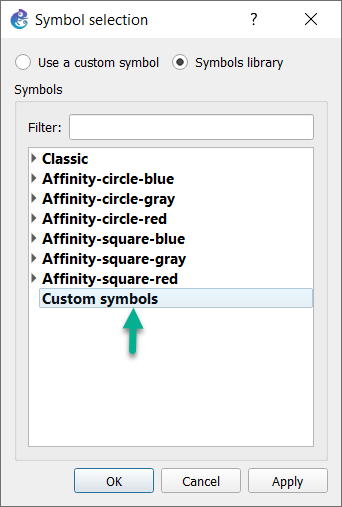 Symbol selection
Use a custom symbol Symbols library
Symbols
Filter:
Classic
Affinity-circle-blue
Affinity-circle-gray
Affinity-circle-red
Affinity-square-blue
Affinity-square-gray
Affinity-square-red
Custom symbols
OK Cancel Apply